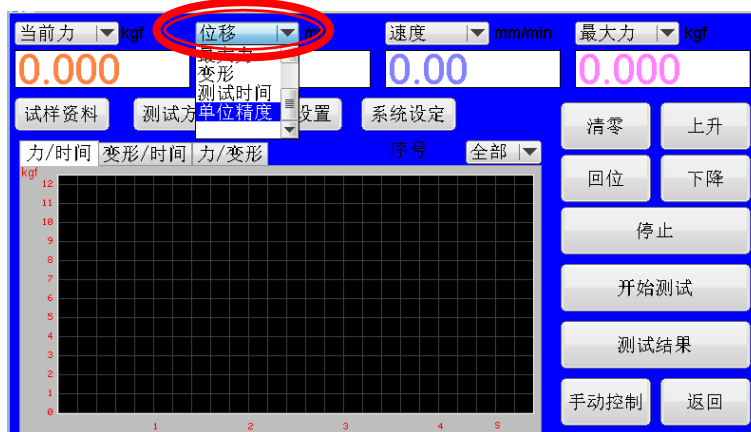 当前力 kgf 位移 m 速度 mm/min 最大力 kgf
0.000 0.00 0.000
最大力
变形
测试时间
单位精度
试样资料 测试方 设置 系统设定
力/时间 变形/时间 力/变形 序号 全部
kgf
12
11
10
9
8
7
6
5
4
3
2
1
0
1 2 3 4 S
清零 上升
回位 下降
停止
开始测试
测试结果
手动控制 返回